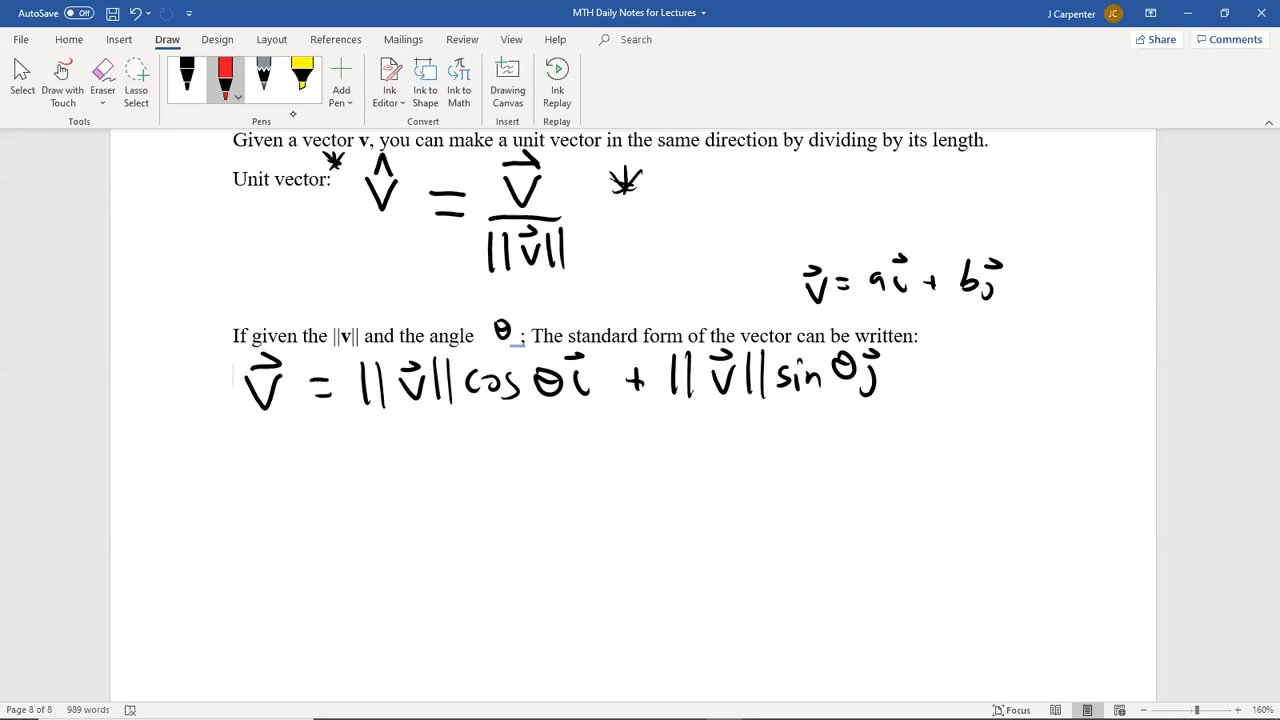 AutoSave Off MTH Daily Notes for Lectures J Carpenter JC
File Home Insert Draw Design Layout References Mailings Review View Help Search Share Comments
Select Draw with Touch Eraser Lasso Select Add Pen Ink Editor Ink to Shape Ink to Math Drawing Canvas Ink Replay
Tools Pens Convert Insert Replay
Given a vector v, you can make a unit vector in the same direction by dividing by its length.
Unit vector: * v̂ = v⃗ / ||v⃗|| *
v⃗ = a i⃗ + b j⃗
If given the ||v|| and the angle θ ; The standard form of the vector can be written:
v⃗ = ||v⃗|| cos θ i⃗ + ||v⃗|| sin θ j⃗
Page 8 of 8 989 words Focus 160%